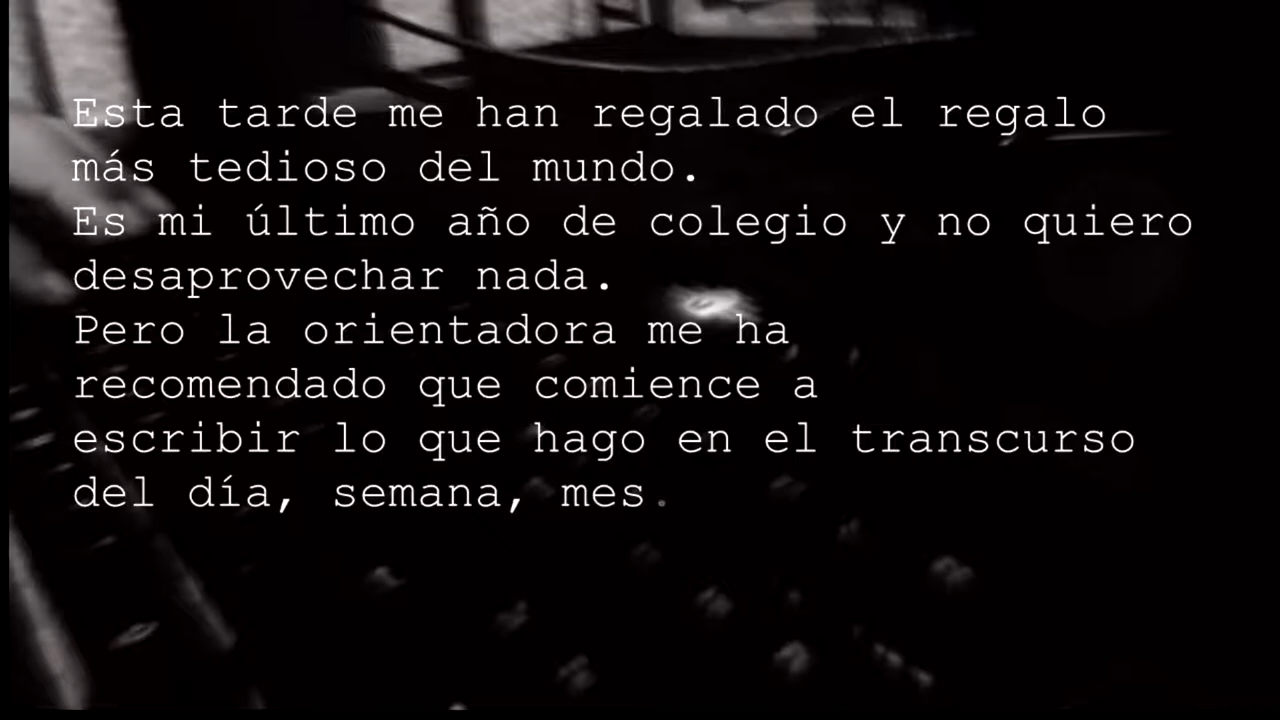 Esta tarde me han regalado el regalo
más tedioso del mundo.
Es mi último año de colegio y no quiero
desaprovechar nada.
Pero la orientadora me ha
recomendado que comience a
escribir lo que hago en el transcurso
del día, semana, mes.